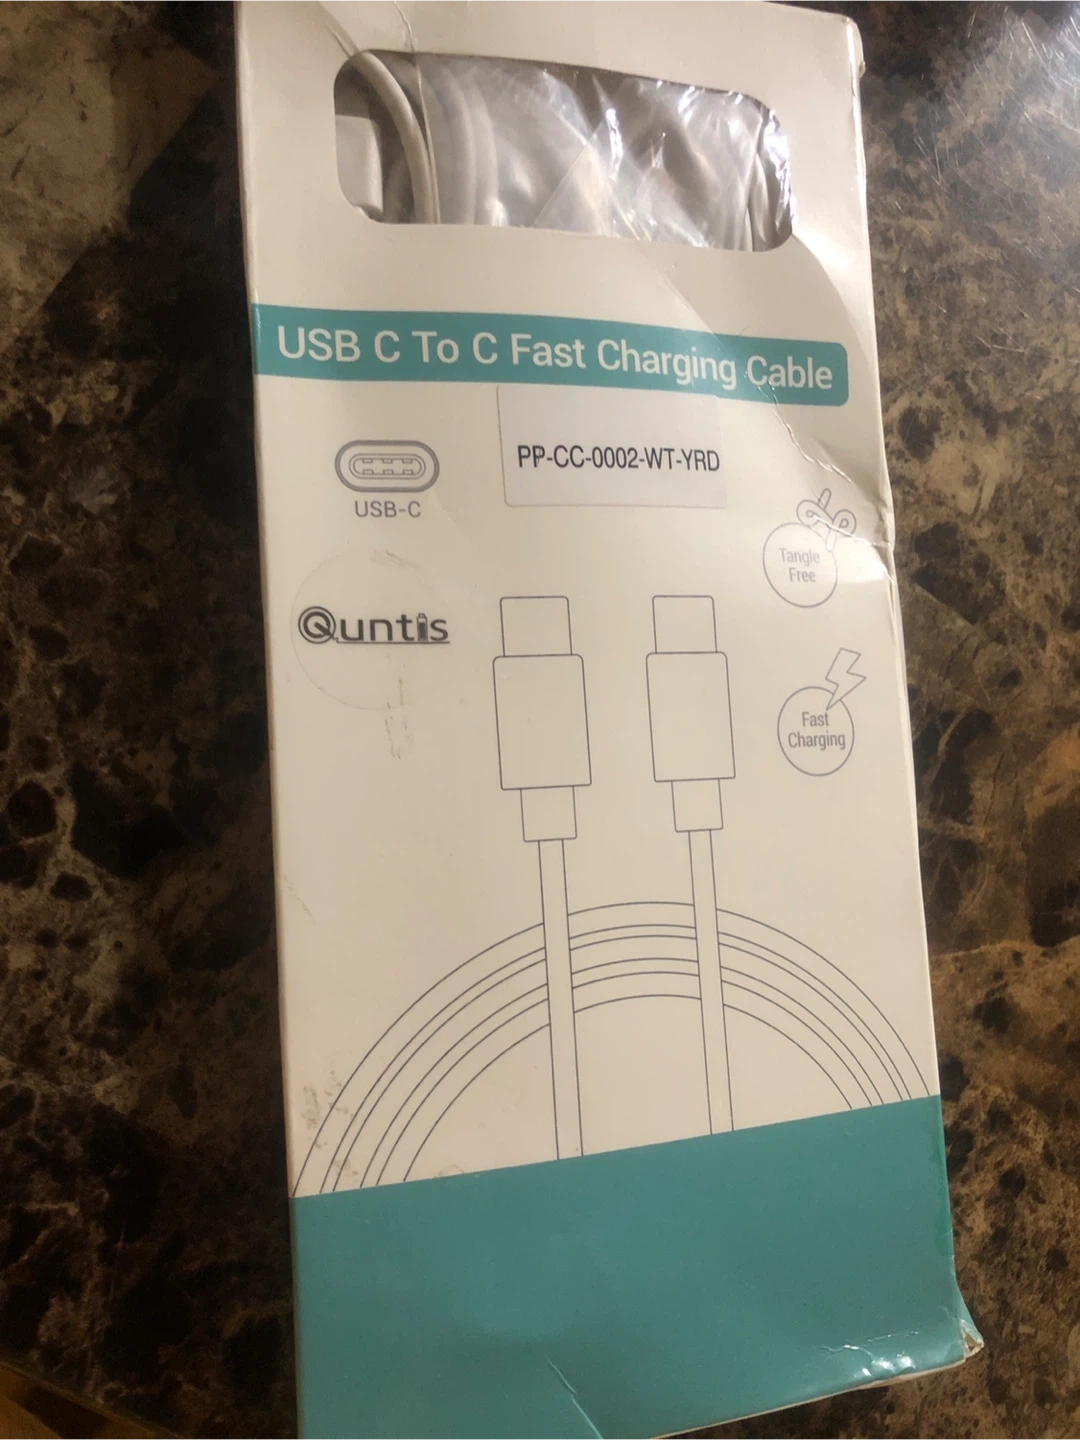 USB C To C Fast Charging Cable
PP-CC-0002-WT-YRD
USB-C
Tangle
Free
Quntis
Fast
Charging